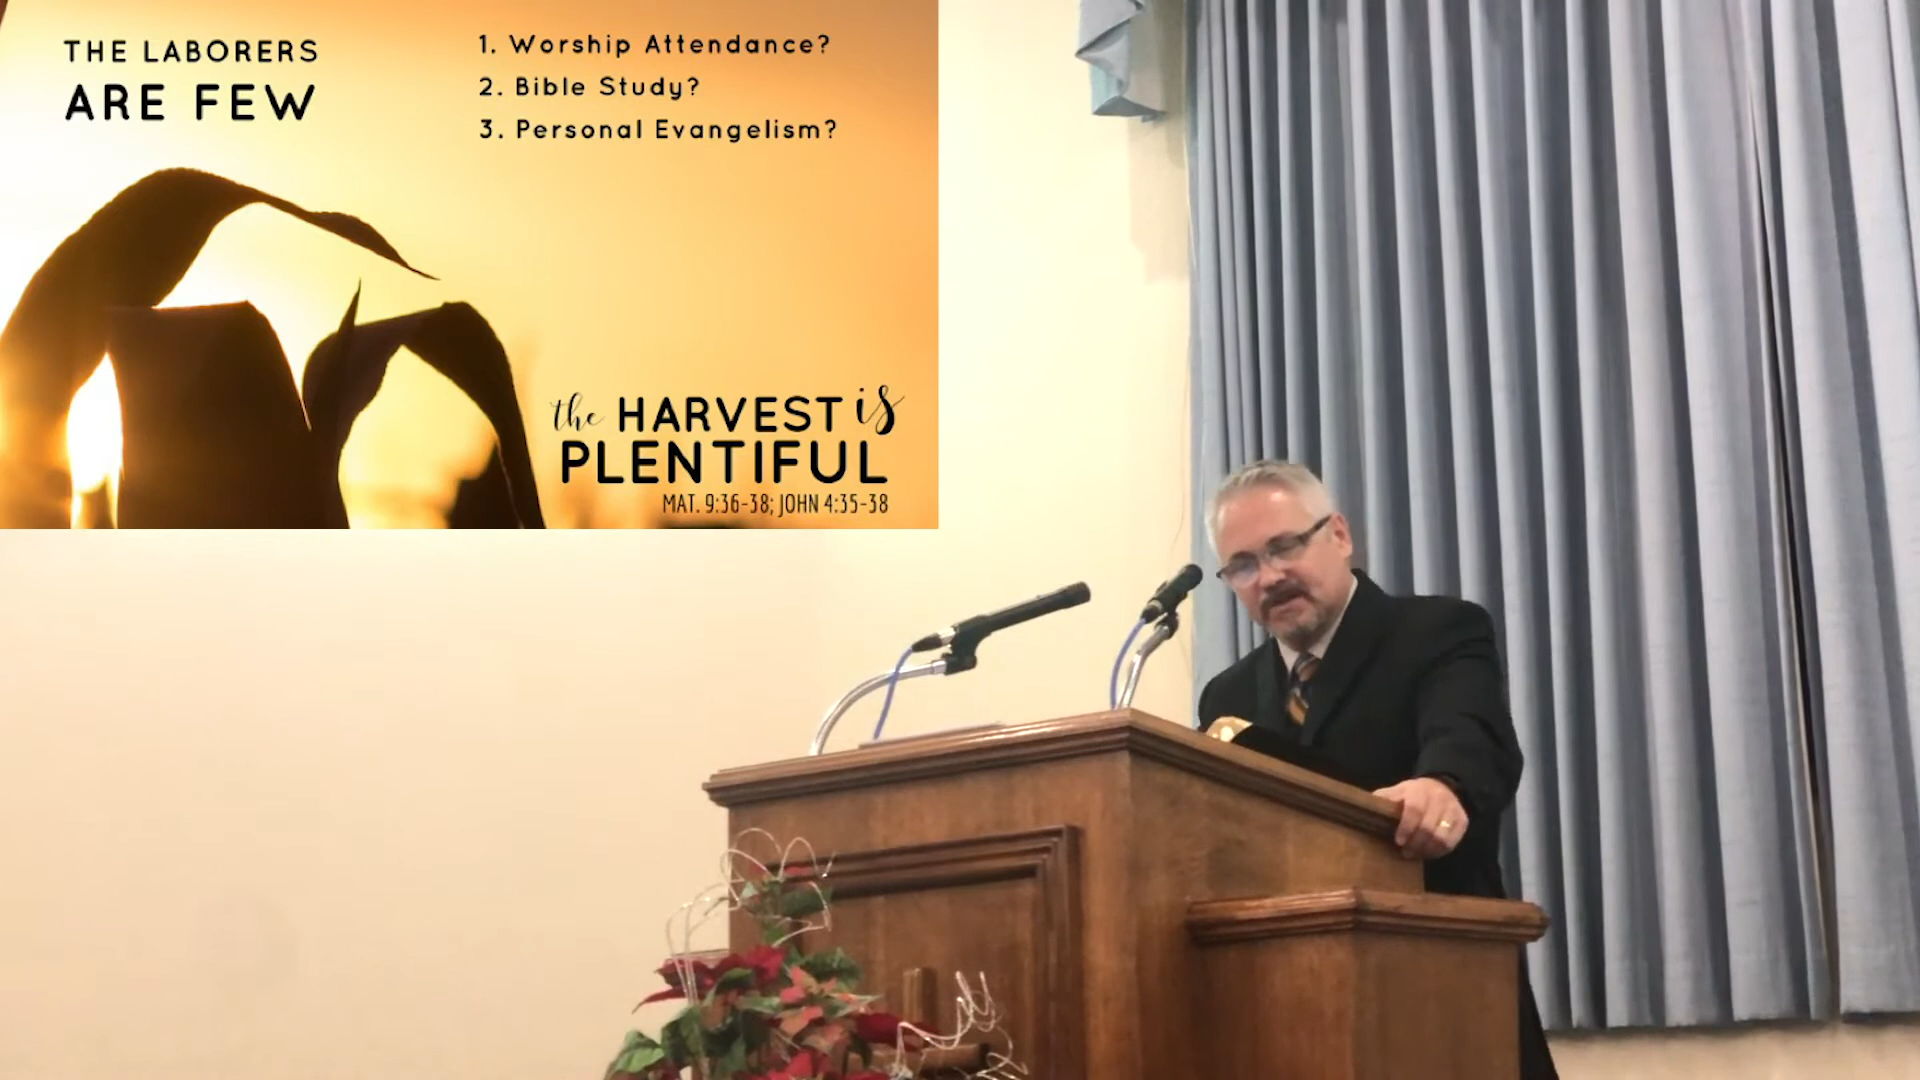 THE LABORERS
ARE FEW
1. Worship Attendance?
2. Bible Study?
3. Personal Evangelism?
the HARVEST is
PLENTIFUL
MAT. 9:36-38; JOHN 4:35-38